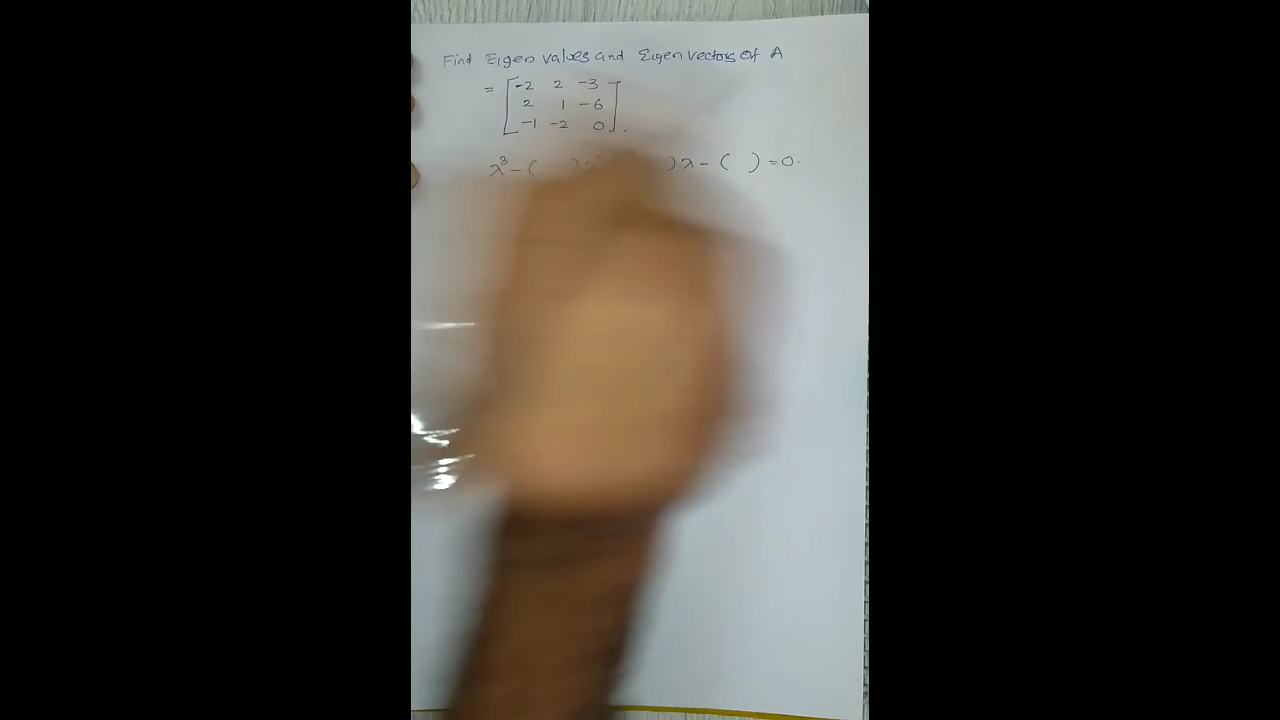 Find Eigen values and Eigen vectors of A
= [-2 2 -3
2 1 -6
-1 -2 0].
λ³ - ( ) λ - ( ) = 0.